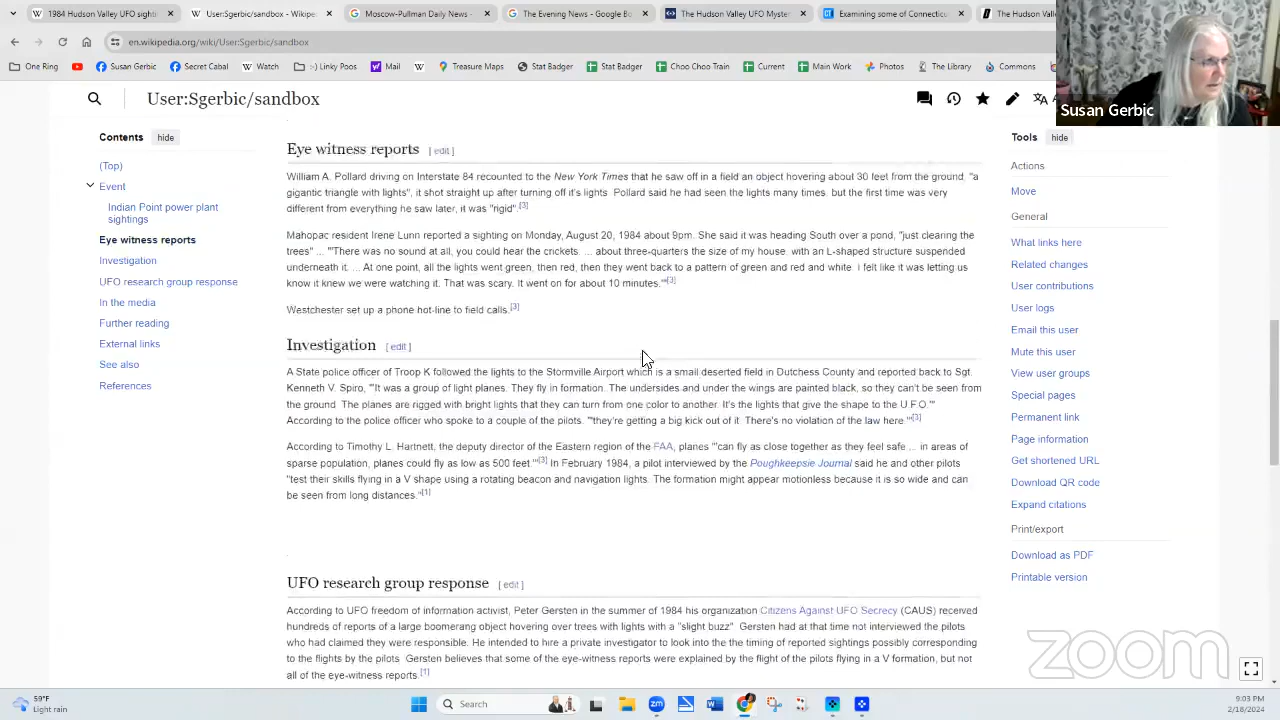 1984 Hudson Valley UFO sighti
User:Sgerbic/sandbox - Wikipe
Moscow-Pullman Daily News -
The Evening News - Google Bo
The Hudson Valley UFO Myster
Examining some of Connecticu
The Hudson Val
en.wikipedia.org/wiki/User:Sgerbic/sandbox
One Ring
Susan Gerbic
Secret Cabal
Watch
:) Linky Pooz
Mail
Treasure Maps
Stat Badger
Stat Badger
Choo Choo Train
Current
Main Work
Photos
The Library
Commons
User:Sgerbic/sandbox
Susan Gerbic
Contents hide
(Top)
Event
Indian Point power plant
sightings
Eye witness reports
Investigation
UFO research group response
In the media
Further reading
External links
See also
References
Eye witness reports [ edit ]
William A. Pollard driving on Interstate 84 recounted to the New York Times that he saw off in a field an object hovering about 30 feet from the ground, "a
gigantic triangle with lights", it shot straight up after turning off it's lights. Pollard said he had seen the lights many times, but the first time was very
different from everything he saw later, it was "rigid".[3]
Mahopac resident Irene Lunn reported a sighting on Monday, August 20, 1984 about 9pm. She said it was heading South over a pond, "just clearing the
trees" ... "'There was no sound at all, you could hear the crickets. ... about three-quarters the size of my house, with an L-shaped structure suspended
underneath it. ... At one point, all the lights went green, then red, then they went back to a pattern of green and red and white. i felt like it was letting us
know it knew we were watching it. That was scary. It went on for about 10 minutes.'"[3]
Westchester set up a phone hot-line to field calls.[3]
Investigation [ edit ]
A State police officer of Troop K followed the lights to the Stormville Airport which is a small deserted field in Dutchess County and reported back to Sgt.
Kenneth V. Spiro, "'It was a group of light planes. They fly in formation. The undersides and under the wings are painted black, so they can't be seen from
the ground. The planes are rigged with bright lights that they can turn from one color to another. It's the lights that give the shape to the U.F.O.'"
According to the police officer who spoke to a couple of the pilots, "'they're getting a big kick out of it. There's no violation of the law here.'"[3]
According to Timothy L. Hartnett, the deputy director of the Eastern region of the FAA, planes "'can fly as close together as they feel safe ... in areas of
sparse population, planes could fly as low as 500 feet.'"[3] In February 1984, a pilot interviewed by the Poughkeepsie Journal said he and other pilots
"test their skills flying in a V shape using a rotating beacon and navigation lights. The formation might appear motionless because it is so wide and can
be seen from long distances."[1]
UFO research group response [ edit ]
According to UFO freedom of information activist, Peter Gersten in the summer of 1984 his organization Citizens Against UFO Secrecy (CAUS) received
hundreds of reports of a large boomerang object hovering over trees with lights with a "slight buzz". Gersten had at that time not interviewed the pilots
who had claimed they were responsible. He intended to hire a private investigator to look into the the timing of reported sightings possibly corresponding
to the flights by the pilots. Gersten believes that some of the eye-witness reports were explained by the flight of the pilots flying in a V formation, but not
all of the eye-witness reports.[1]
Tools hide
Actions
Move
General
What links here
Related changes
User contributions
User logs
Email this user
Mute this user
View user groups
Special pages
Permanent link
Page information
Get shortened URL
Download QR code
Expand citations
Print/export
Download as PDF
Printable version
zoom
59°F
Light rain
Search
9:03 PM
2/18/2024